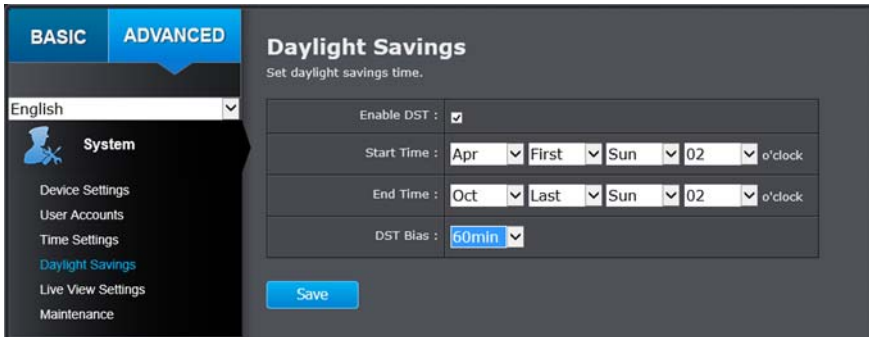 BASIC ADVANCED
English
System
Device Settings
User Accounts
Time Settings
Daylight Savings
Live View Settings
Maintenance
Daylight Savings
Set daylight savings time.
Enable DST :
Start Time : Apr First Sun 02 o'clock
End Time : Oct Last Sun 02 o'clock
DST Bias : 60min
Save